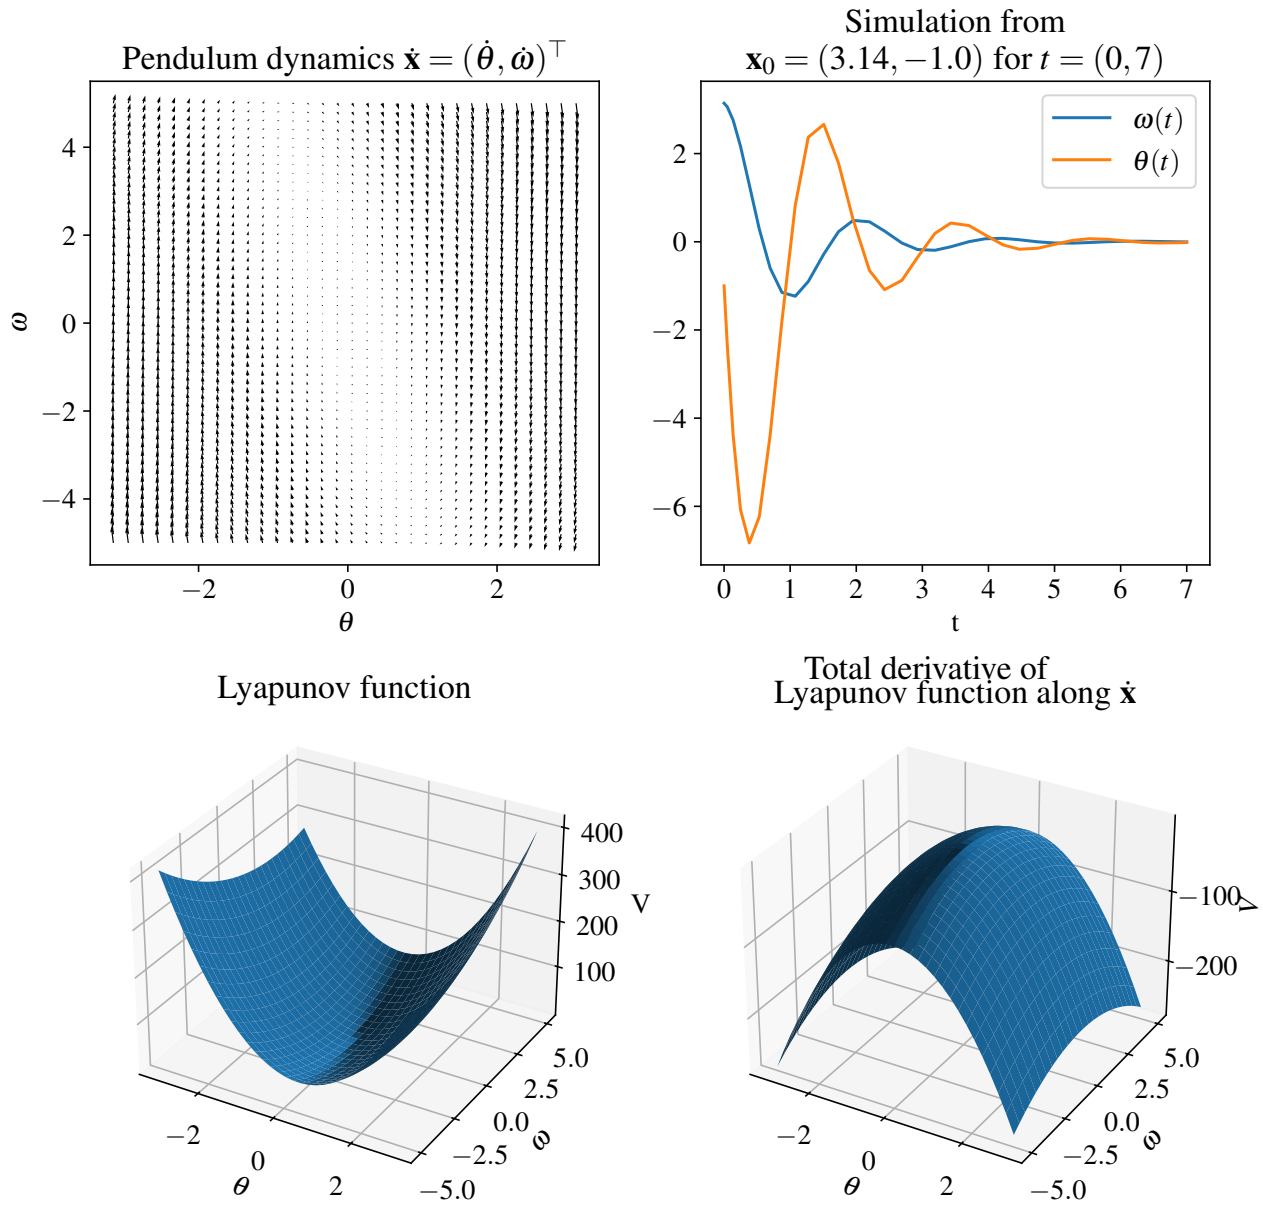 Pendulum dynamics ẋ = (θ̇, ω̇)⊤
4
2
0
−2
−4
ω
−2
0
2
θ
Simulation from
x₀ = (3.14, −1.0) for t = (0, 7)
ω(t)
θ(t)
2
0
−2
−4
−6
0
1
2
3
4
5
6
7
t
Lyapunov function
400
300
200
100
V
5.0
2.5
0.0
−2.5
−5.0
ω
−2
0
2
θ
Total derivative of
Lyapunov function along ẋ
−100
−200
V̇
5.0
2.5
0.0
−2.5
−5.0
ω
−2
0
2
θ